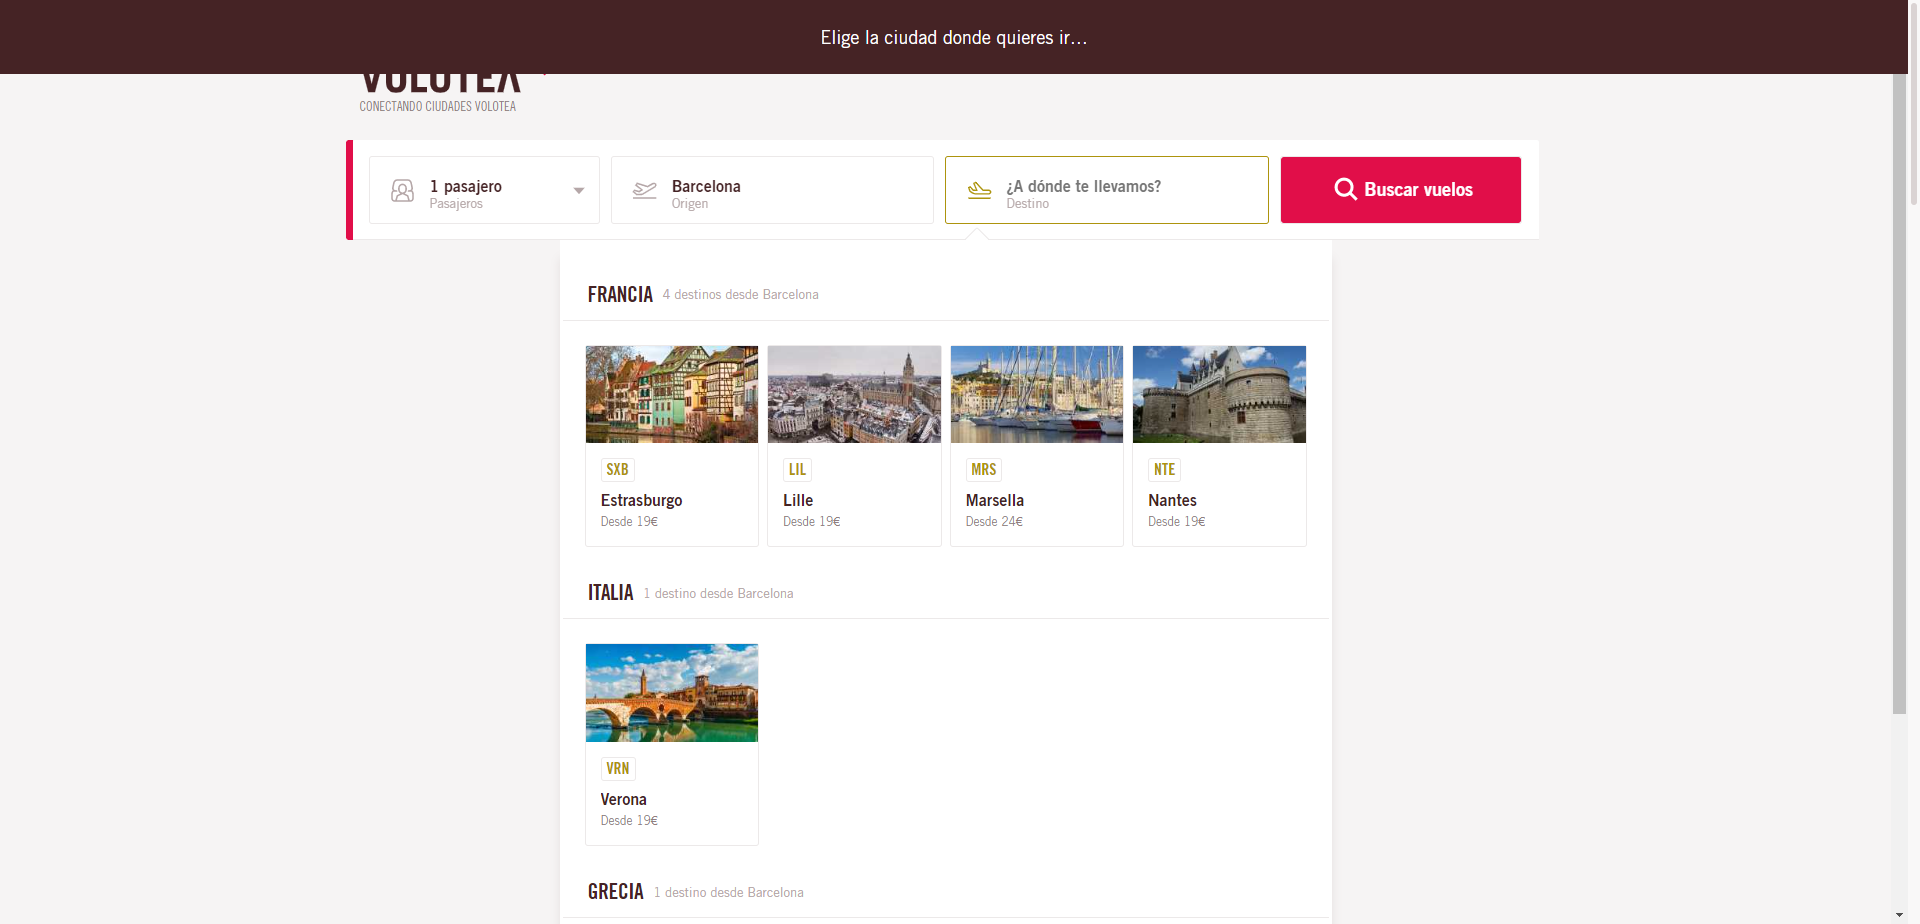 Elige la ciudad donde quieres ir...
VOLOTEA
CONECTANDO CIUDADES VOLOTEA
1 pasajero
Pasajeros
Barcelona
Origen
¿A dónde te llevamos?
Destino
Buscar vuelos
FRANCIA 4 destinos desde Barcelona
SXB
Estrasburgo
Desde 19€
LIL
Lille
Desde 19€
MRS
Marsella
Desde 24€
NTE
Nantes
Desde 19€
ITALIA 1 destino desde Barcelona
VRN
Verona
Desde 19€
GRECIA 1 destino desde Barcelona